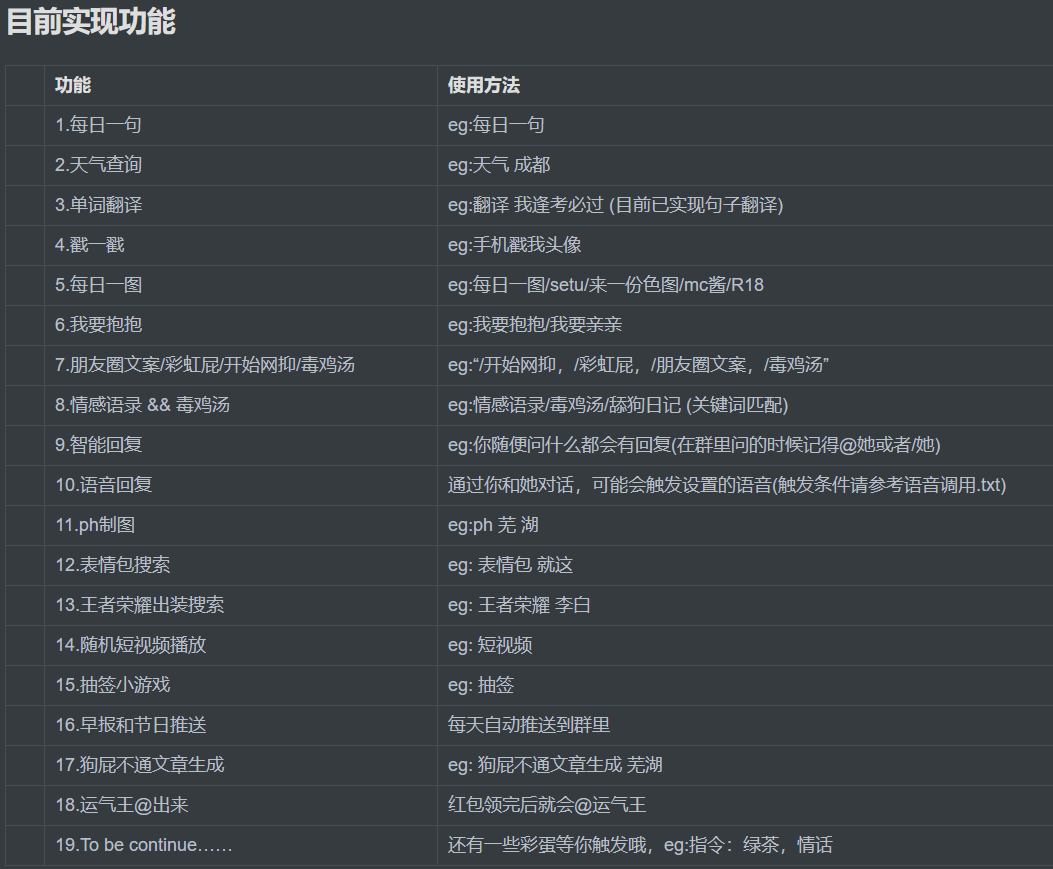 目前实现功能
功能 使用方法
1.每日一句 eg:每日一句
2.天气查询 eg:天气 成都
3.单词翻译 eg:翻译 我逢考必过 (目前已实现句子翻译)
4.戳一戳 eg:手机戳我头像
5.每日一图 eg:每日一图/setu/来一份色图/mc酱/R18
6.我要抱抱 eg:我要抱抱/我要亲亲
7.朋友圈文案/彩虹屁/开始网抑/毒鸡汤 eg:“/开始网抑，/彩虹屁，/朋友圈文案，/毒鸡汤”
8.情感语录 && 毒鸡汤 eg:情感语录/毒鸡汤/舔狗日记 (关键词匹配)
9.智能回复 eg:你随便问什么都会有回复(在群里问的时候记得@她或者/她)
10.语音回复 通过你和她对话，可能会触发设置的语音(触发条件请参考语音调用.txt)
11.ph制图 eg:ph 芜 湖
12.表情包搜索 eg: 表情包 就这
13.王者荣耀出装搜索 eg: 王者荣耀 李白
14.随机短视频播放 eg: 短视频
15.抽签小游戏 eg: 抽签
16.早报和节日推送 每天自动推送到群里
17.狗屁不通文章生成 eg: 狗屁不通文章生成 芜湖
18.运气王@出来 红包领完后就会@运气王
19.To be continue…… 还有一些彩蛋等你触发哦，eg:指令：绿茶，情话